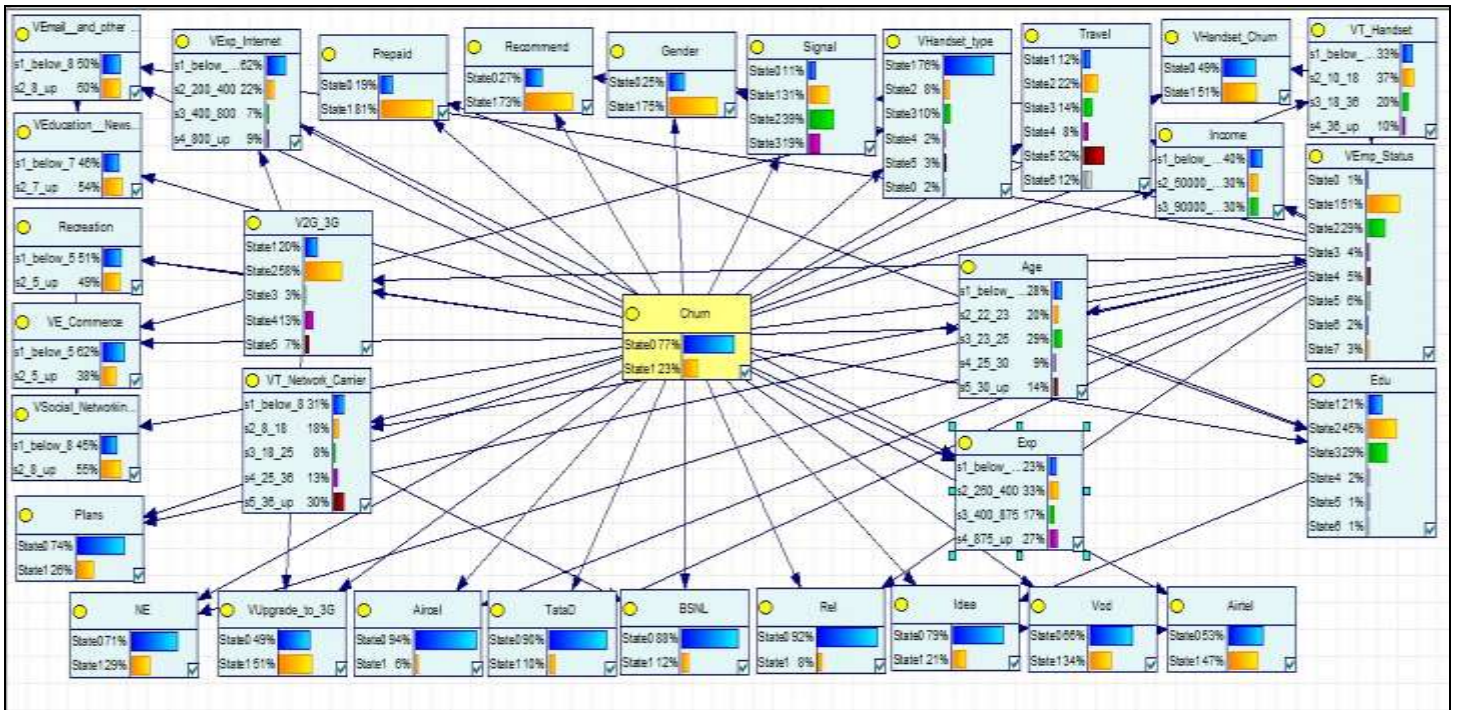 VEmail__and_other ...
s1_below_8 50%
s2_8_up 50%
VEducation__News...
s1_below_7 46%
s2_7_up 54%
Recreation
s1_below_5 51%
s2_5_up 49%
VE_Commerce
s1_below_5 62%
s2_5_up 38%
VSocial_Networkin...
s1_below_8 45%
s2_8_up 55%
Plans
State0 74%
State1 26%
VExp_Internet
s1_below_... 62%
s2_200_400 22%
s3_400_800 7%
s4_800_up 9%
Prepaid
State0 19%
State1 81%
Recommend
State0 27%
State1 73%
Gender
State0 25%
State1 75%
Signal
State0 11%
State1 31%
State2 39%
State3 19%
VHandset_type
State1 76%
State2 8%
State3 10%
State4 2%
State5 3%
State0 2%
Travel
State1 12%
State2 22%
State3 14%
State4 8%
State5 32%
State6 12%
VHandset_Churn
State0 49%
State1 51%
VT_Handset
s1_below_... 33%
s2_10_18 37%
s3_18_36 20%
s4_36_up 10%
Income
s1_below_... 40%
s2_50000_... 30%
s3_90000_... 30%
VEmp_Status
State0 1%
State1 51%
State2 29%
State3 4%
State4 5%
State5 6%
State6 2%
State7 3%
V2G_3G
State1 20%
State2 58%
State3 3%
State4 13%
State5 7%
VT_Network_Carrier
s1_below_8 31%
s2_8_18 18%
s3_18_25 8%
s4_25_36 13%
s5_36_up 30%
Churn
State0 77%
State1 23%
Age
s1_below_... 28%
s2_22_23 20%
s3_23_25 29%
s4_25_30 9%
s5_30_up 14%
Exp
s1_below_... 23%
s2_250_400 33%
s3_400_875 17%
s4_875_up 27%
Edu
State1 21%
State2 45%
State3 29%
State4 2%
State5 1%
State6 1%
NE
State0 71%
State1 29%
VUpgrade_to_3G
State0 49%
State1 51%
Aircel
State0 94%
State1 6%
TataD
State0 90%
State1 10%
BSNL
State0 88%
State1 12%
Rel
State0 92%
State1 8%
Idea
State0 79%
State1 21%
Vod
State0 66%
State1 34%
Airtel
State0 53%
State1 47%